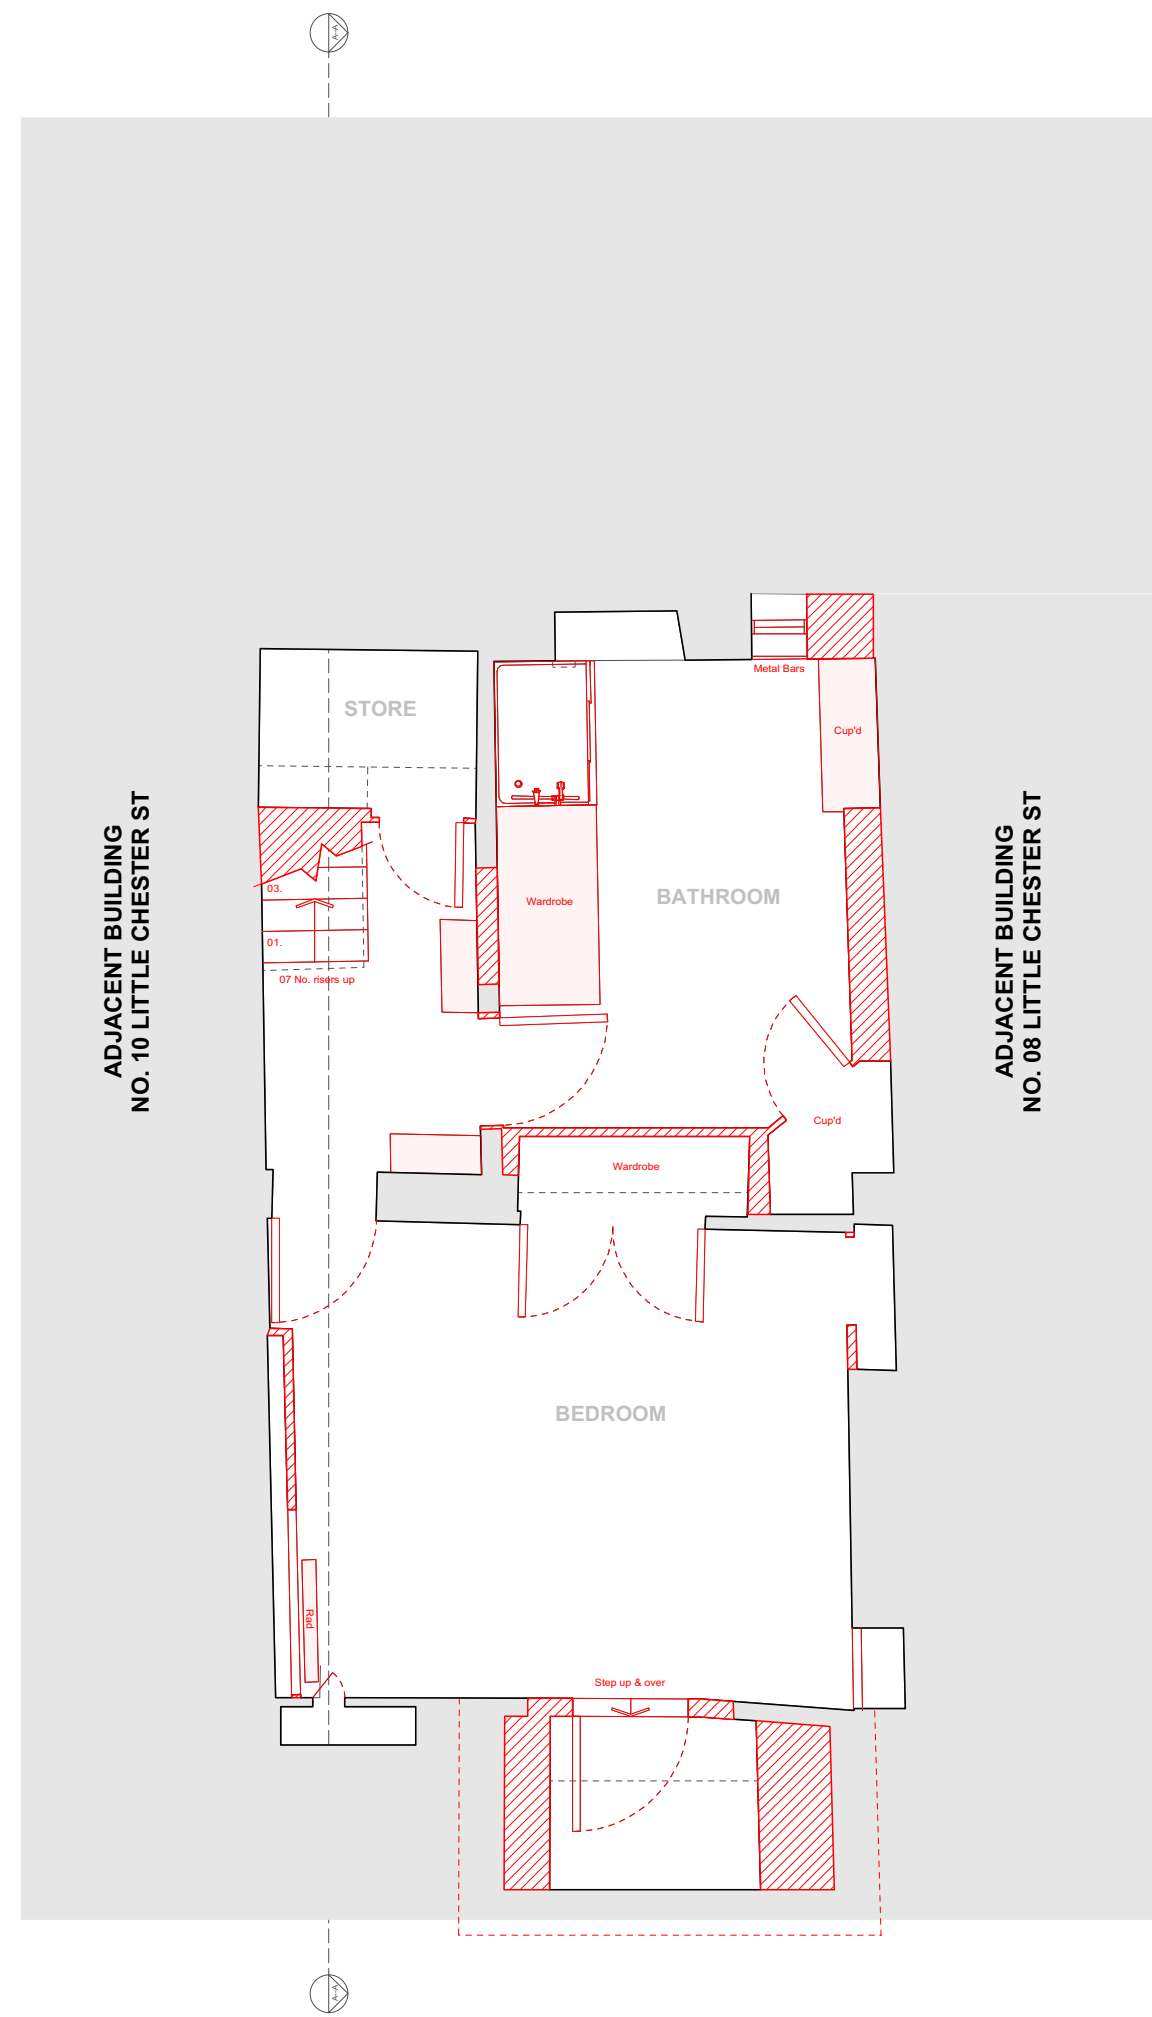 A-A
Metal Bars
STORE
Cup'd
ADJACENT BUILDING
NO. 10 LITTLE CHESTER ST
03.
01.
07 No. risers up
Wardrobe
BATHROOM
ADJACENT BUILDING
NO. 08 LITTLE CHESTER ST
Cup'd
Wardrobe
BEDROOM
Rad
Step up & over
A-A